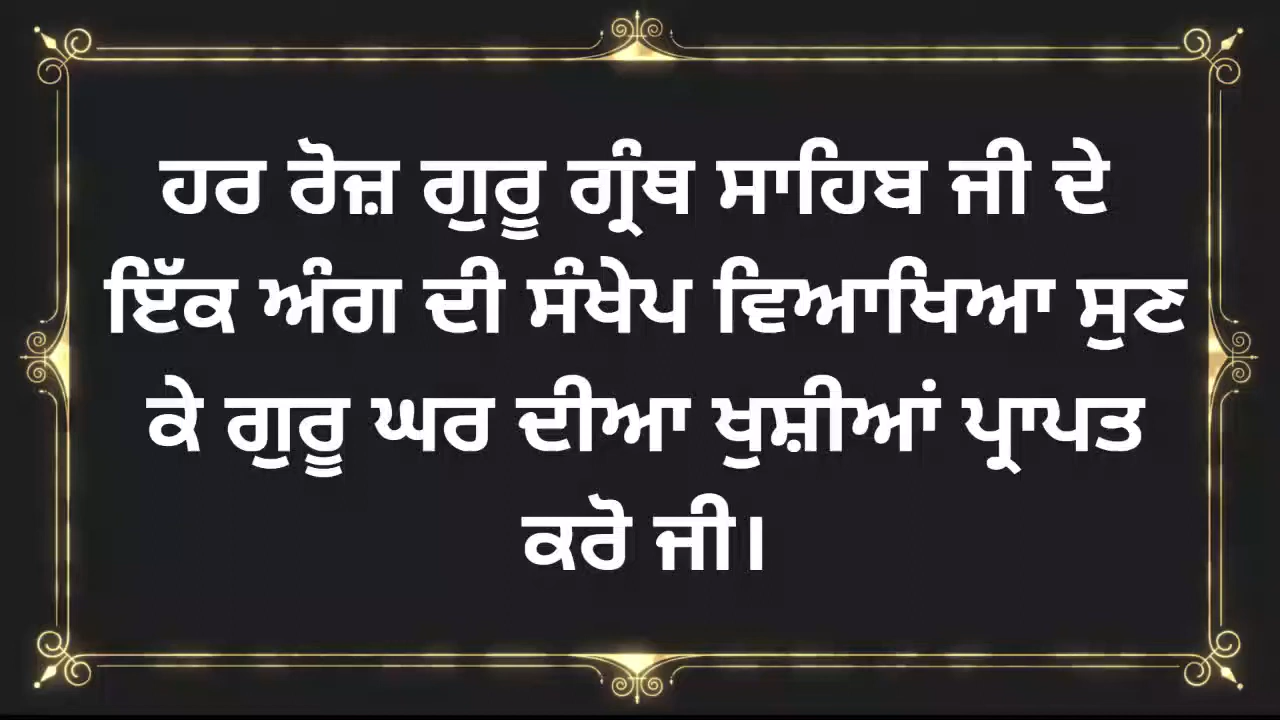 ਹਰ ਰੋਜ਼ ਗੁਰੂ ਗ੍ਰੰਥ ਸਾਹਿਬ ਜੀ ਦੇ
ਇੱਕ ਅੰਗ ਦੀ ਸੰਖੇਪ ਵਿਆਖਿਆ ਸੁਣ
ਕੇ ਗੁਰੂ ਘਰ ਦੀਆ ਖੁਸ਼ੀਆਂ ਪ੍ਰਾਪਤ
ਕਰੋ ਜੀ।